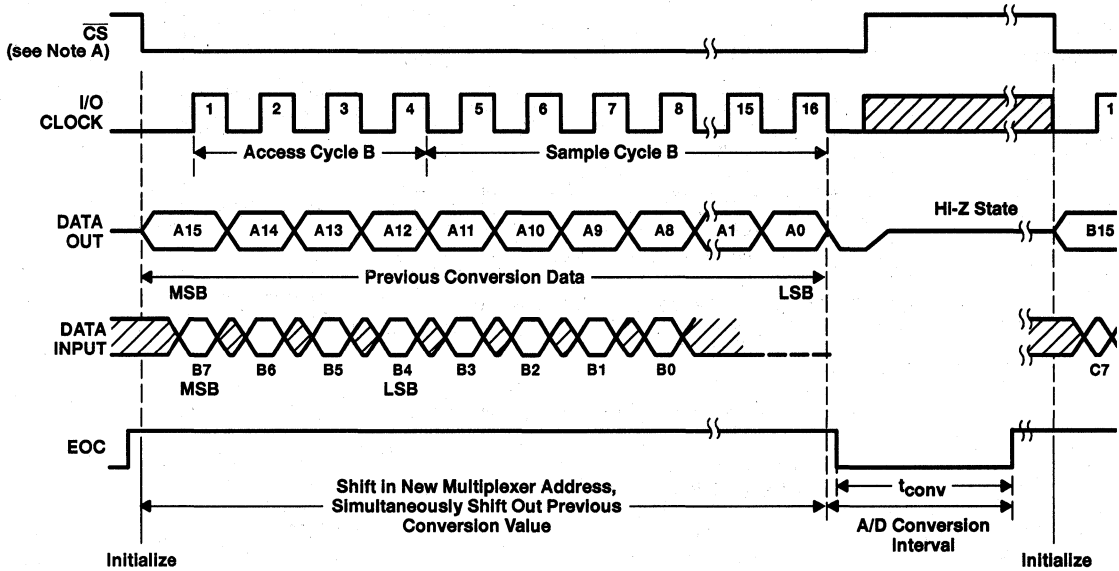 CS
(see Note A)
I/O
CLOCK
1 2 3 4 5 6 7 8 15 16 1
Access Cycle B Sample Cycle B
Hi-Z State
DATA
OUT
A15 A14 A13 A12 A11 A10 A9 A8 A1 A0 B15
Previous Conversion Data
MSB LSB
DATA
INPUT
B7 B6 B5 B4 B3 B2 B1 B0 C7
MSB LSB
EOC
Shift in New Multiplexer Address,
Simultaneously Shift Out Previous
Conversion Value
tconv
A/D Conversion
Interval
Initialize Initialize